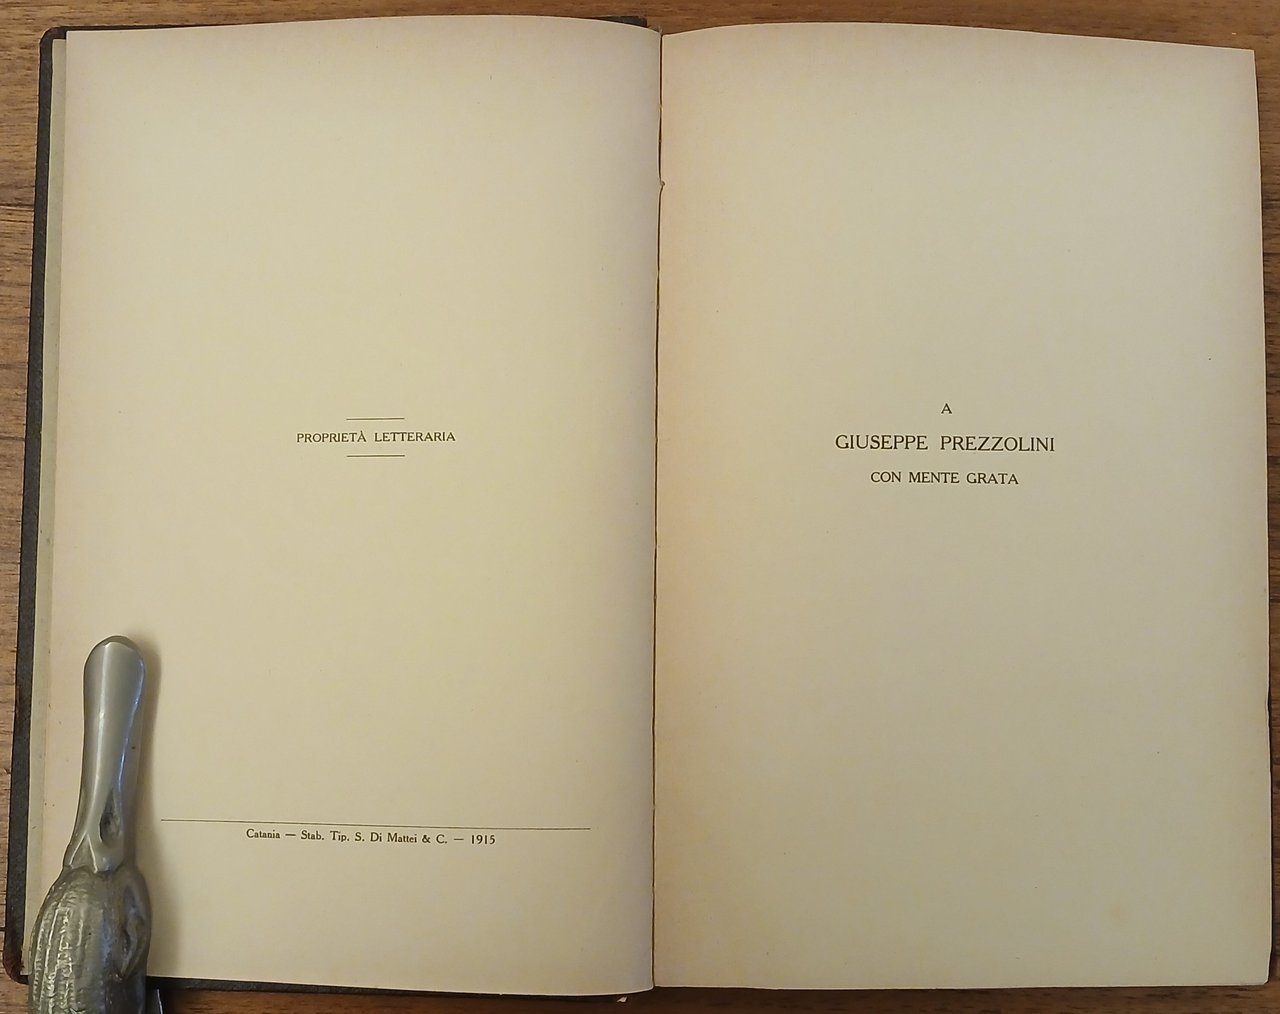 PROPRIETÀ LETTERARIA
Catania — Stab. Tip. S. Di Mattei & C. — 1915
A
GIUSEPPE PREZZOLINI
CON MENTE GRATA